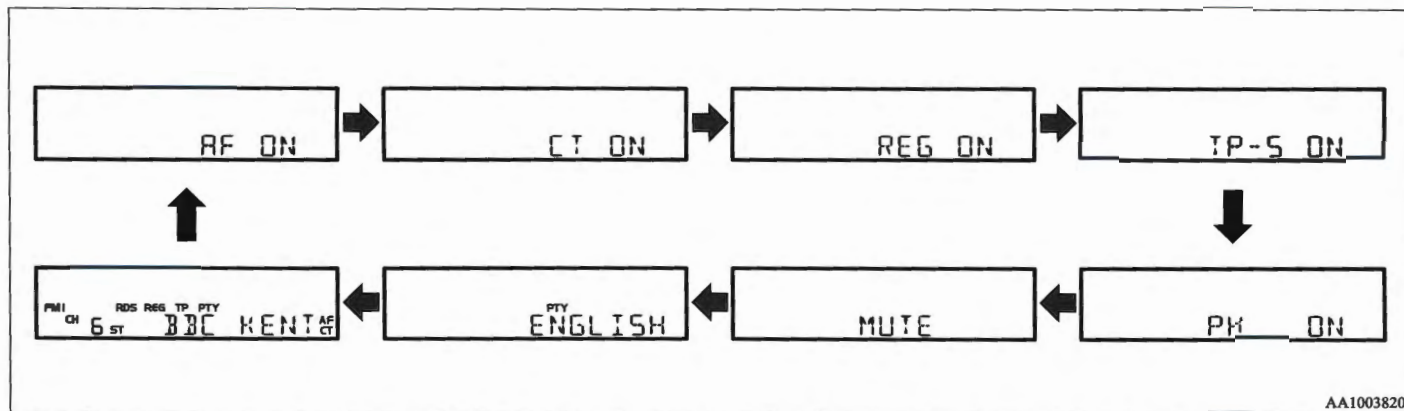 AF ON
CT ON
REG ON
TP-S ON
FM1 RDS REG TP PTY
CH 6 ST BBC KENT AF CT
PTY
ENGLISH
MUTE
PH ON
AA1003820